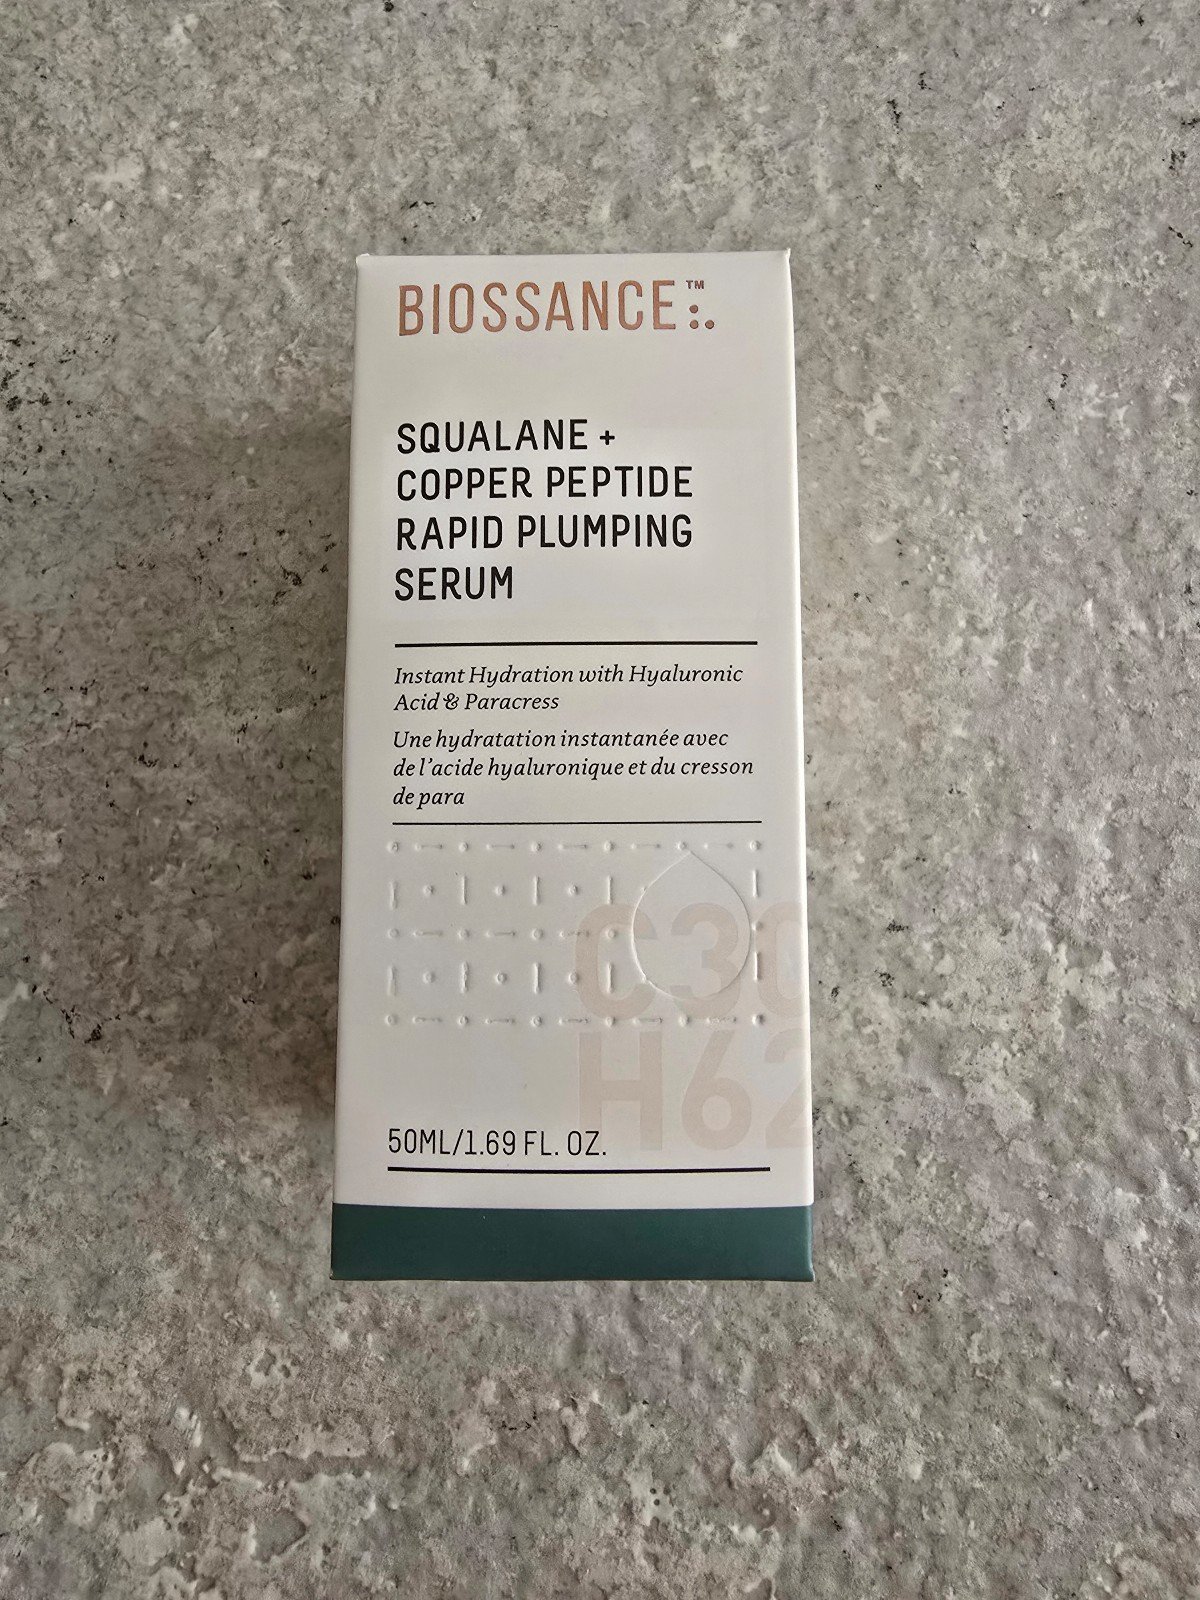 BIOSSANCE™
SQUALANE +
COPPER PEPTIDE
RAPID PLUMPING
SERUM
Instant Hydration with Hyaluronic
Acid & Paracress
Une hydratation instantanée avec
de l'acide hyaluronique et du cresson
de para
C30
H62
50ML/1.69 FL. OZ.